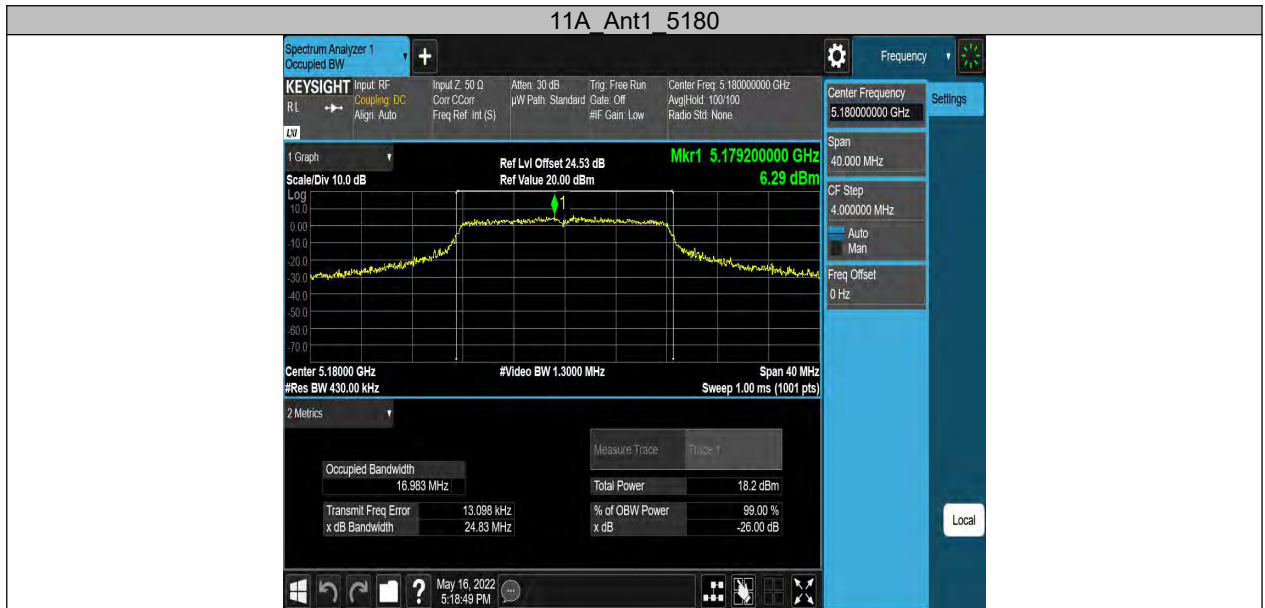 11A_Ant1_5180
Spectrum Analyzer 1
Occupied BW
Frequency
KEYSIGHT
RL
LXI
Input: RF
Coupling: DC
Align: Auto
Input Z: 50 Ω
Corr CCorr
Freq Ref: Int (S)
Atten: 30 dB
µW Path: Standard
Trig: Free Run
Gate: Off
#IF Gain: Low
Center Freq: 5.180000000 GHz
Avg|Hold: 100/100
Radio Std: None
Center Frequency
5.180000000 GHz
Settings
Span
40.000 MHz
CF Step
4.000000 MHz
Auto
Man
Freq Offset
0 Hz
1 Graph
Scale/Div 10.0 dB
Ref Lvl Offset 24.53 dB
Ref Value 20.00 dBm
Mkr1 5.179200000 GHz
6.29 dBm
Log
10.0
0.00
-10.0
-20.0
-30.0
-40.0
-50.0
-60.0
-70.0
1
Center 5.18000 GHz
#Res BW 430.00 kHz
#Video BW 1.3000 MHz
Span 40 MHz
Sweep 1.00 ms (1001 pts)
2 Metrics
Measure Trace Trace 1
Occupied Bandwidth
16.983 MHz
Total Power 18.2 dBm
Transmit Freq Error 13.098 kHz
x dB Bandwidth 24.83 MHz
% of OBW Power 99.00 %
x dB -26.00 dB
Local
May 16, 2022
5:18:49 PM